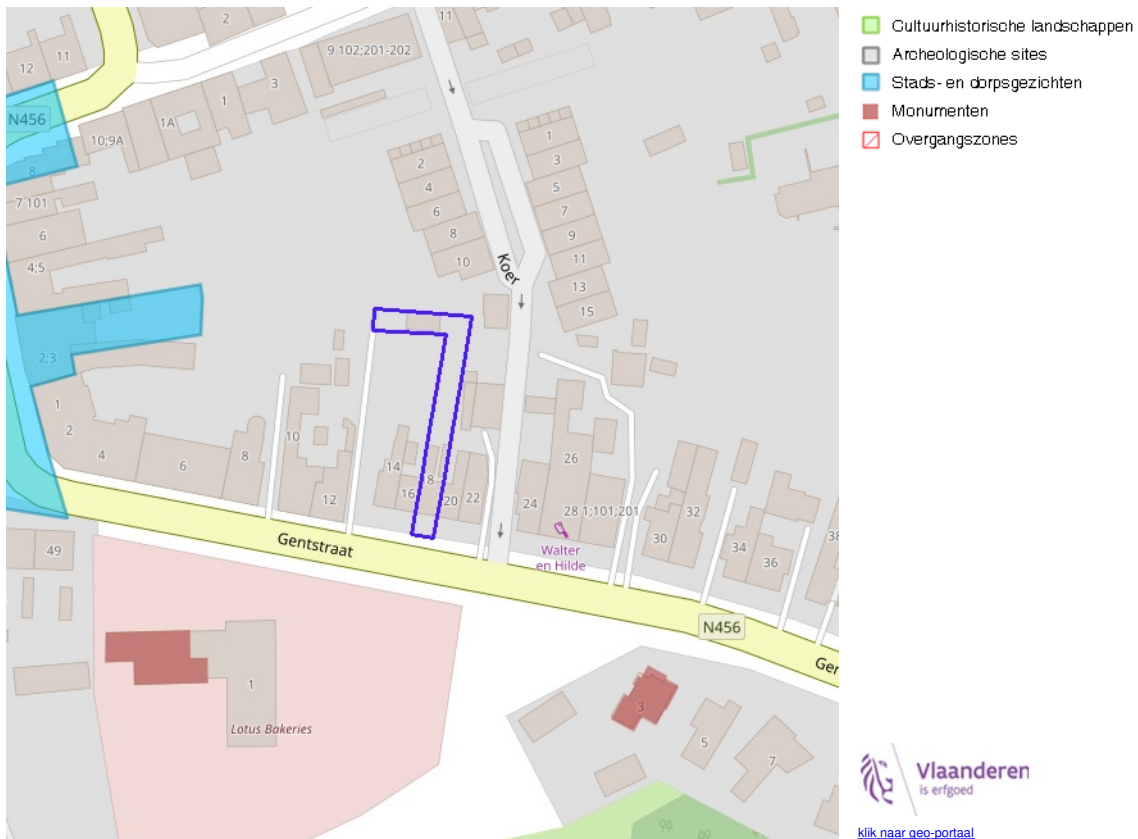 Cultuurhistorische landschappen
Archeologische sites
Stads- en dorpsgezichten
Monumenten
Overgangszones
11
2
9 102;201-202
11
12
3
1
1A
N456
10;9A
8
7 101
6
4;5
2
4
6
8
10
1
3
5
7
9
11
13
15
Koer
2;3
1
2
4
6
8
10
12
14
16
18
20
22
24
26
28 1;101;201
30
32
34
36
38
Walter
en Hilde
Gentstraat
N456
49
1
Lotus Bakeries
3
5
7
Vlaanderen
is erfgoed
klik naar geo-portaal